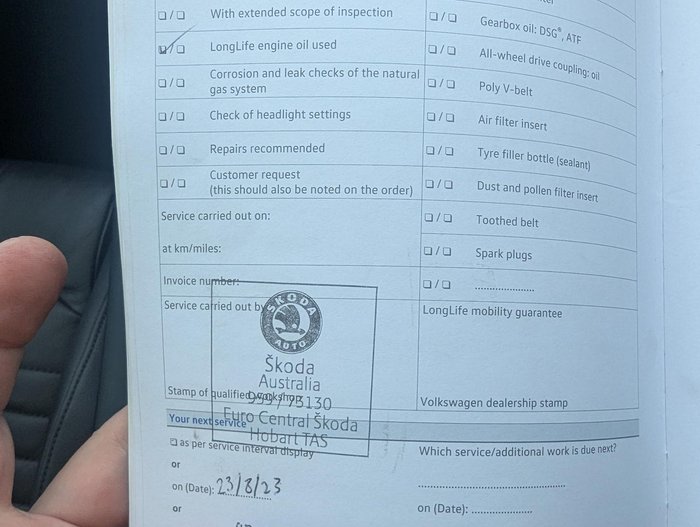 With extended scope of inspection
Gearbox oil: DSG®, ATF
LongLife engine oil used
All-wheel drive coupling: oil
Corrosion and leak checks of the natural
gas system
Poly V-belt
Check of headlight settings
Air filter insert
Repairs recommended
Tyre filler bottle (sealant)
Customer request
(this should also be noted on the order)
Dust and pollen filter insert
Service carried out on:
Toothed belt
at km/miles:
Spark plugs
Invoice number:
....................
Service carried out by
LongLife mobility guarantee
ŠKODA
AUTO
Škoda
Australia
Stamp of qualified workshop
Volkswagen dealership stamp
Euro Central Škoda
Your next service
Hobart TAS
as per service interval display
Which service/additional work is due next?
or
on (Date): 23/8/23
on (Date): ....................
or